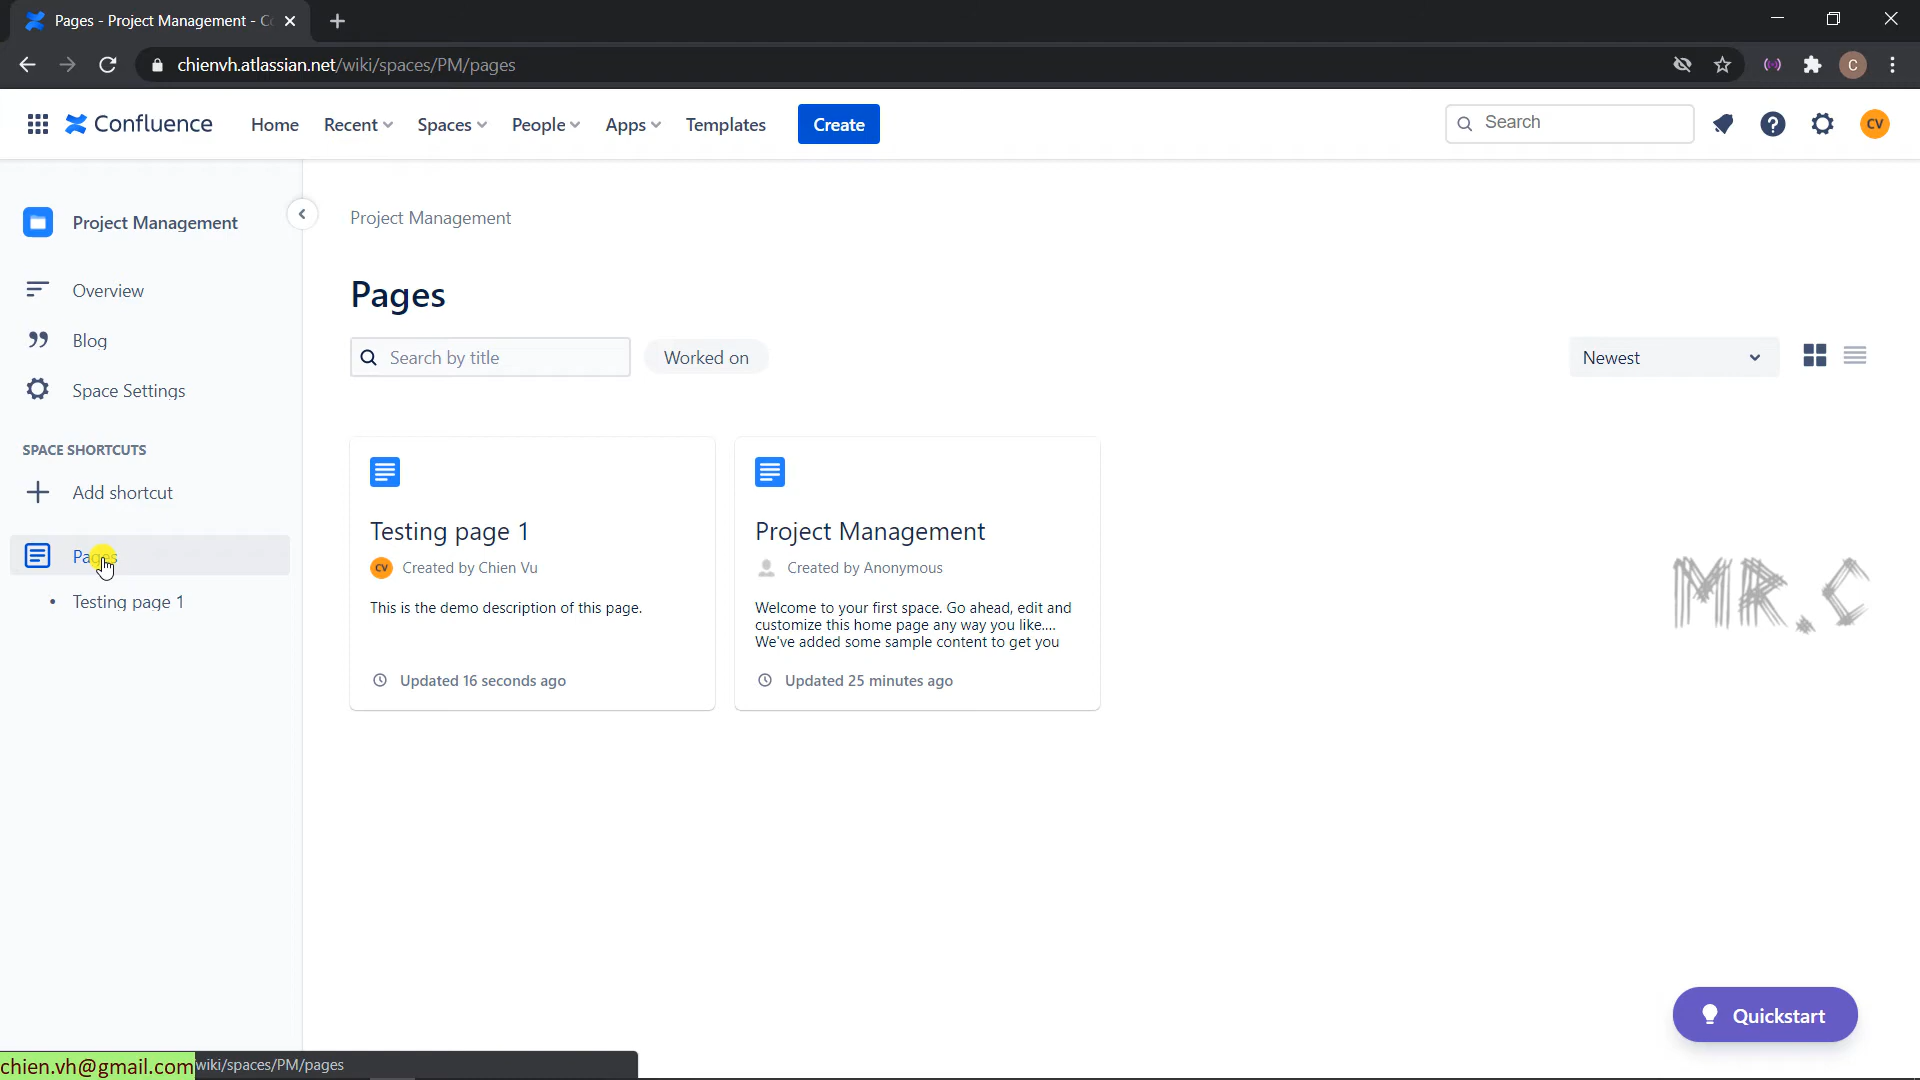 Pages - Project Management - C
chienvh.atlassian.net/wiki/spaces/PM/pages
C
Confluence
Home
Recent
Spaces
People
Apps
Templates
Create
Search
CV
Project Management
Overview
Blog
Space Settings
SPACE SHORTCUTS
Add shortcut
Pages
Testing page 1
Project Management
Pages
Search by title
Worked on
Newest
Testing page 1
CV Created by Chien Vu
This is the demo description of this page.
Updated 16 seconds ago
Project Management
Created by Anonymous
Welcome to your first space. Go ahead, edit and
customize this home page any way you like....
We've added some sample content to get you
Updated 25 minutes ago
MR.C
Quickstart
chien.vh@gmail.com
wiki/spaces/PM/pages